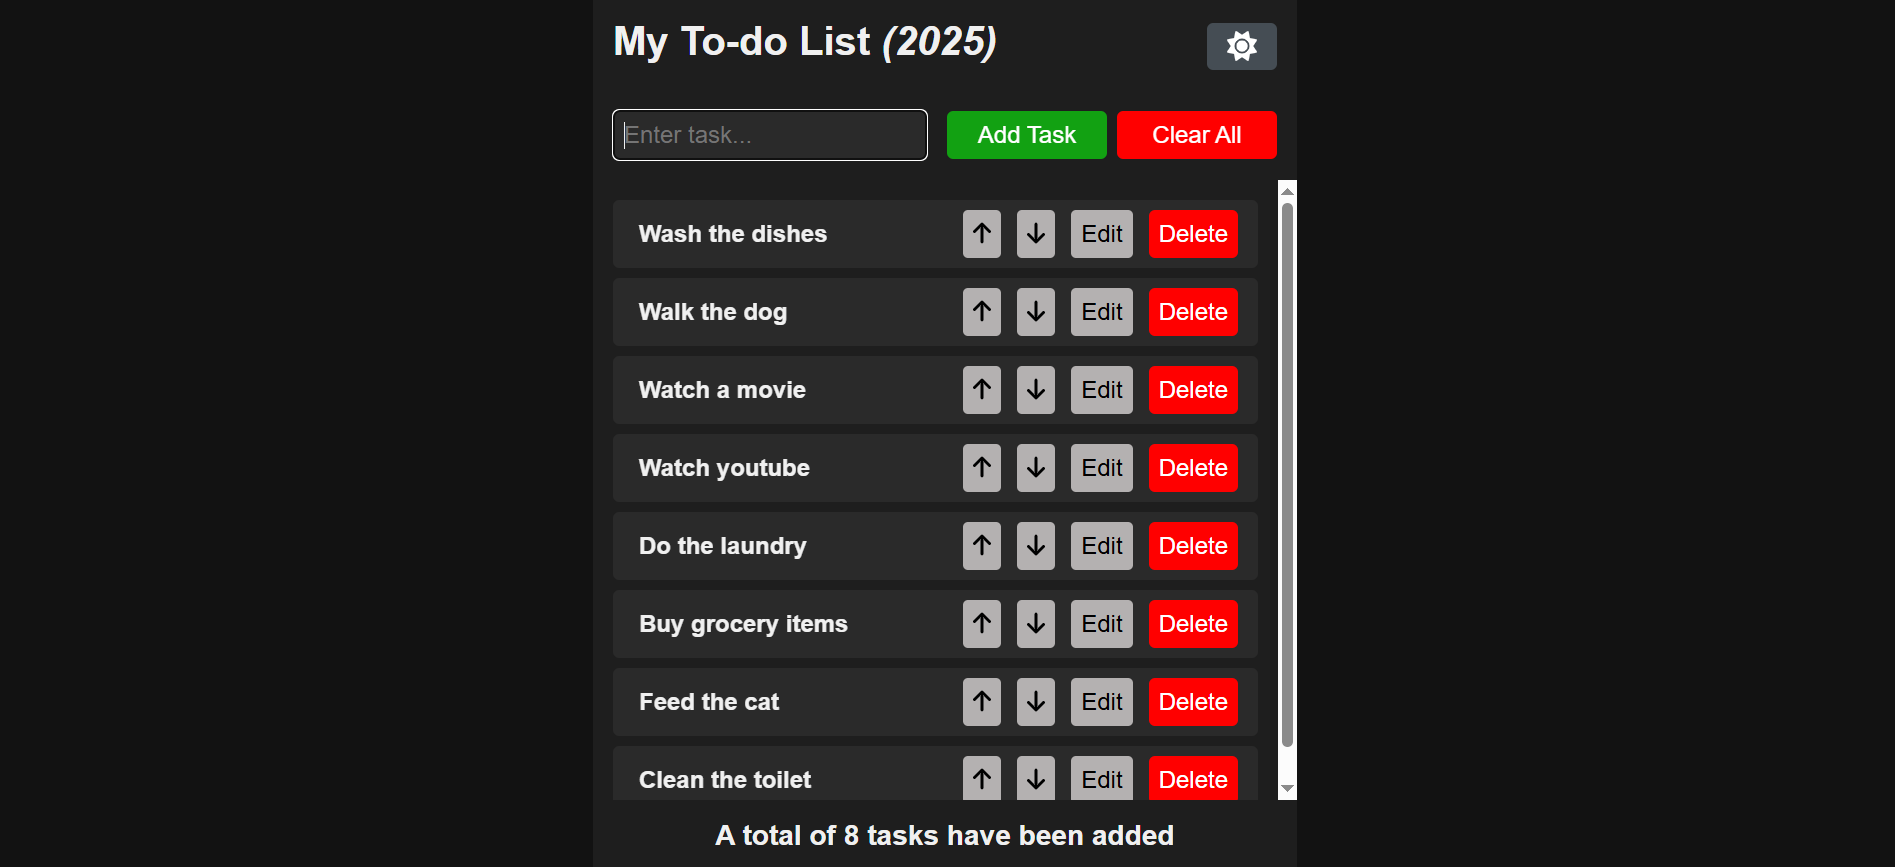 My To-do List (2025)
Enter task... Add Task Clear All
Wash the dishes ↑ ↓ Edit Delete
Walk the dog ↑ ↓ Edit Delete
Watch a movie ↑ ↓ Edit Delete
Watch youtube ↑ ↓ Edit Delete
Do the laundry ↑ ↓ Edit Delete
Buy grocery items ↑ ↓ Edit Delete
Feed the cat ↑ ↓ Edit Delete
Clean the toilet ↑ ↓ Edit Delete
A total of 8 tasks have been added